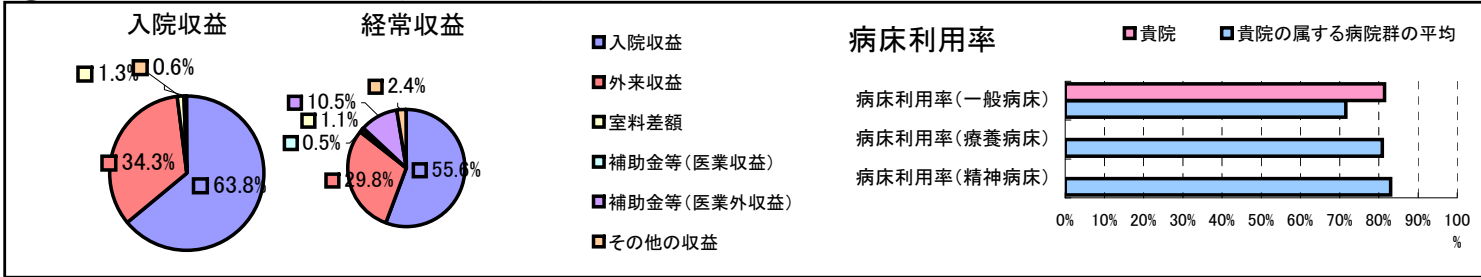 入院収益
1.3%
0.6%
34.3%
63.8%
経常収益
2.4%
10.5%
1.1%
0.5%
29.8%
55.6%
入院収益
外来収益
室料差額
補助金等(医業収益)
補助金等(医業外収益)
その他の収益
病床利用率
貴院
貴院の属する病院群の平均
病床利用率(一般病床)
病床利用率(療養病床)
病床利用率(精神病床)
0% 10% 20% 30% 40% 50% 60% 70% 80% 90% 100
%